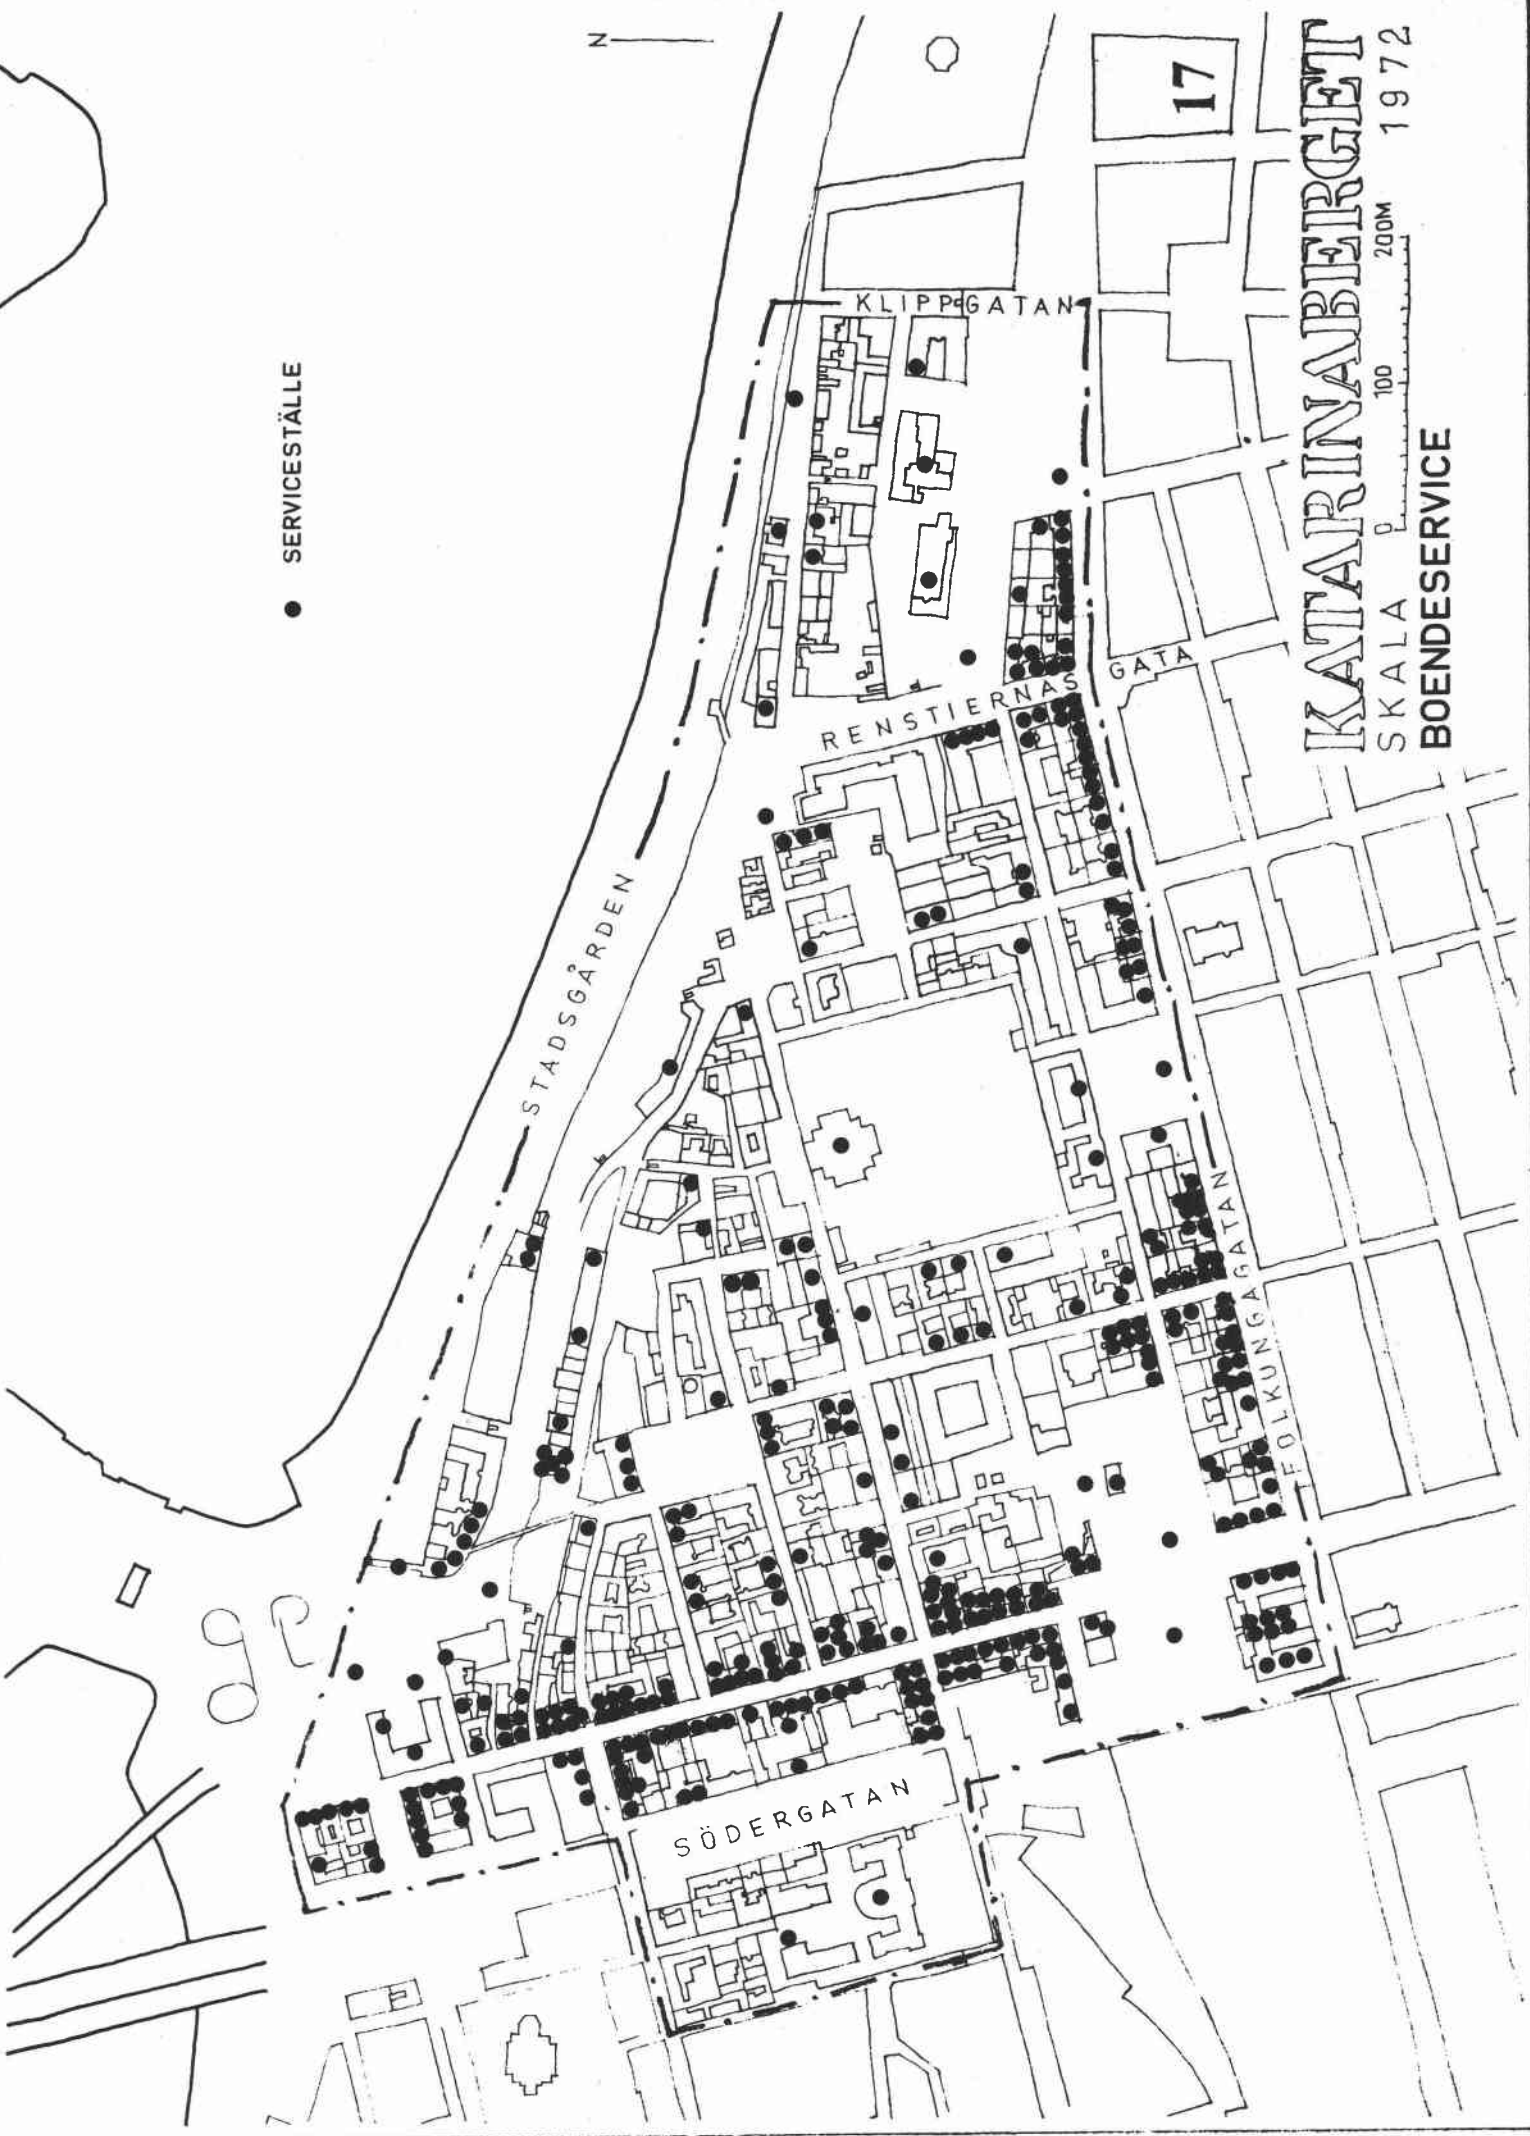 N
SERVICESTÄLLE
STADSGÅRDEN
KLIPPGATAN
RENSTIERNAS GATA
SÖDERGATAN
FOLKUNGAGATAN
17
KATARINABERGET
SKALA 0 100 200M 1972
BOENDESERVICE